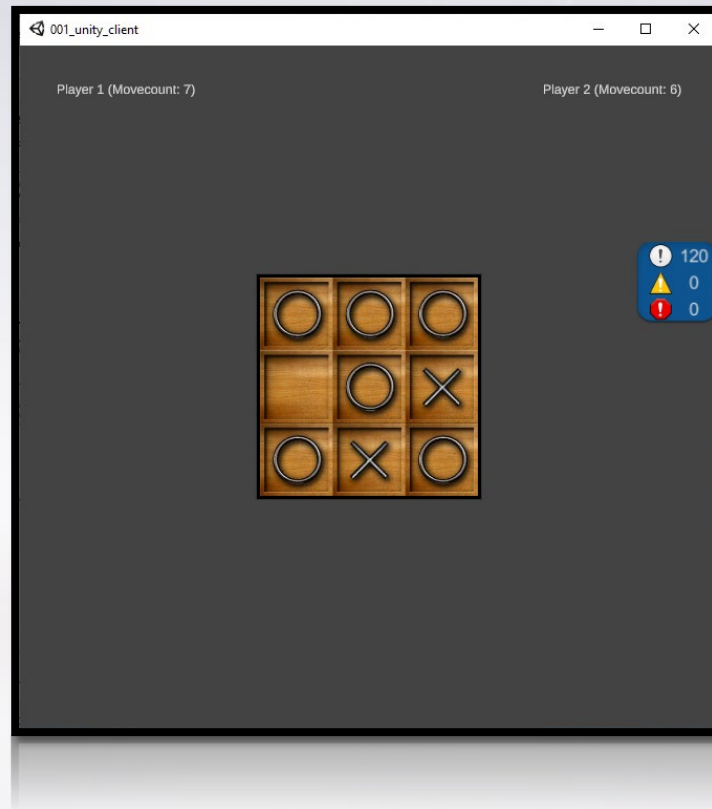 001_unity_client
Player 1 (Movecount: 7)
Player 2 (Movecount: 6)
120
0
0